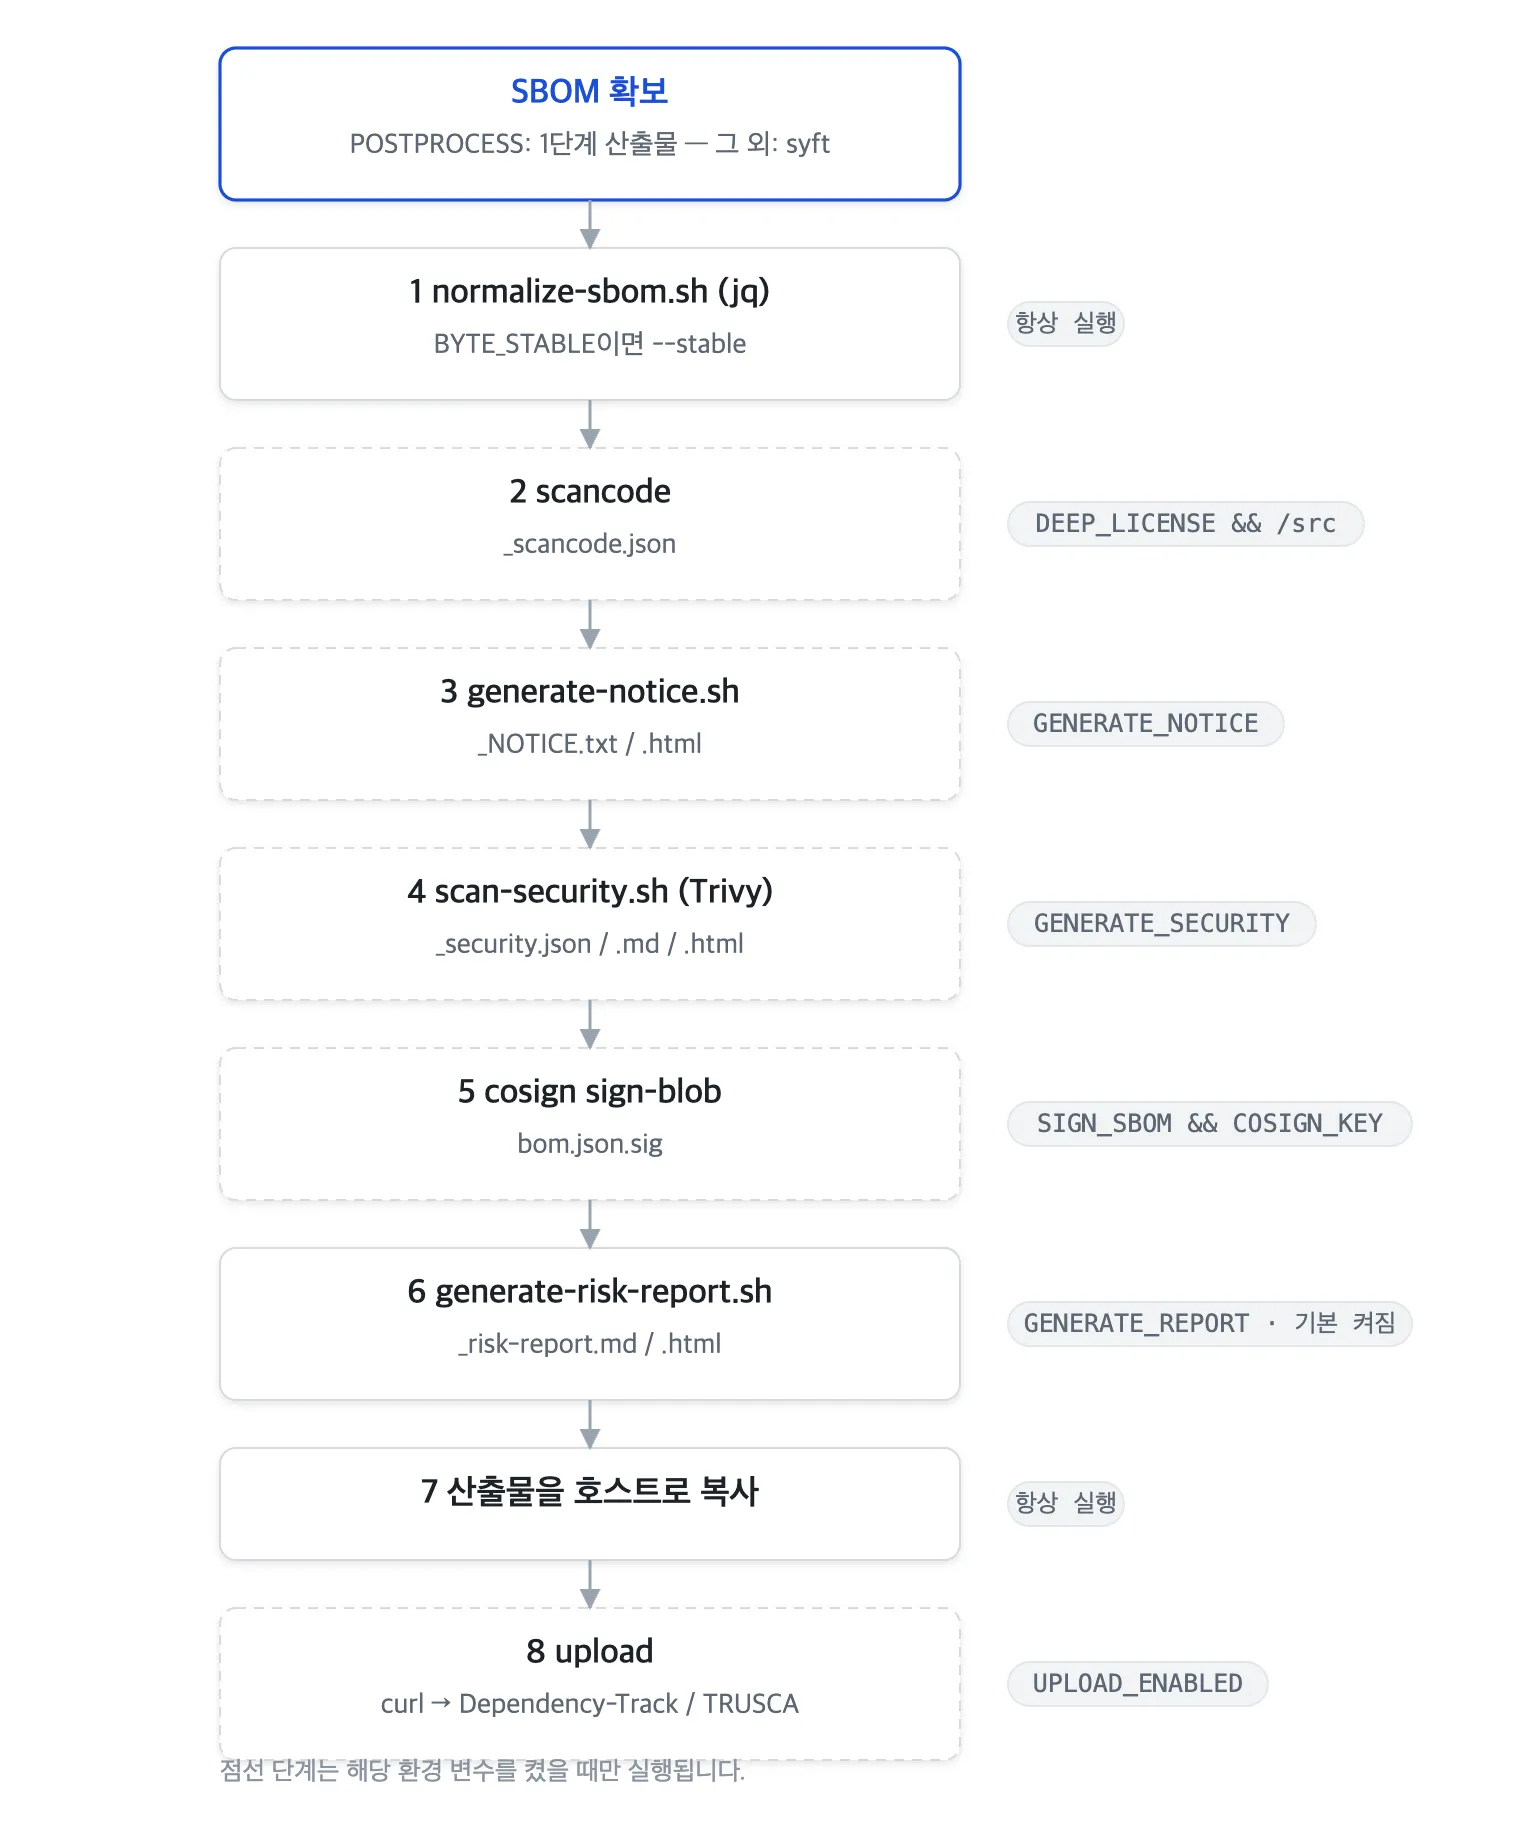 SBOM 확보
POSTPROCESS: 1단계 산출물 — 그 외: syft
1 normalize-sbom.sh (jq)
BYTE_STABLE이면 --stable
항상 실행
2 scancode
_scancode.json
DEEP_LICENSE && /src
3 generate-notice.sh
_NOTICE.txt / .html
GENERATE_NOTICE
4 scan-security.sh (Trivy)
_security.json / .md / .html
GENERATE_SECURITY
5 cosign sign-blob
bom.json.sig
SIGN_SBOM && COSIGN_KEY
6 generate-risk-report.sh
_risk-report.md / .html
GENERATE_REPORT · 기본 켜짐
7 산출물을 호스트로 복사
항상 실행
8 upload
curl → Dependency-Track / TRUSCA
UPLOAD_ENABLED
점선 단계는 해당 환경 변수를 켰을 때만 실행됩니다.